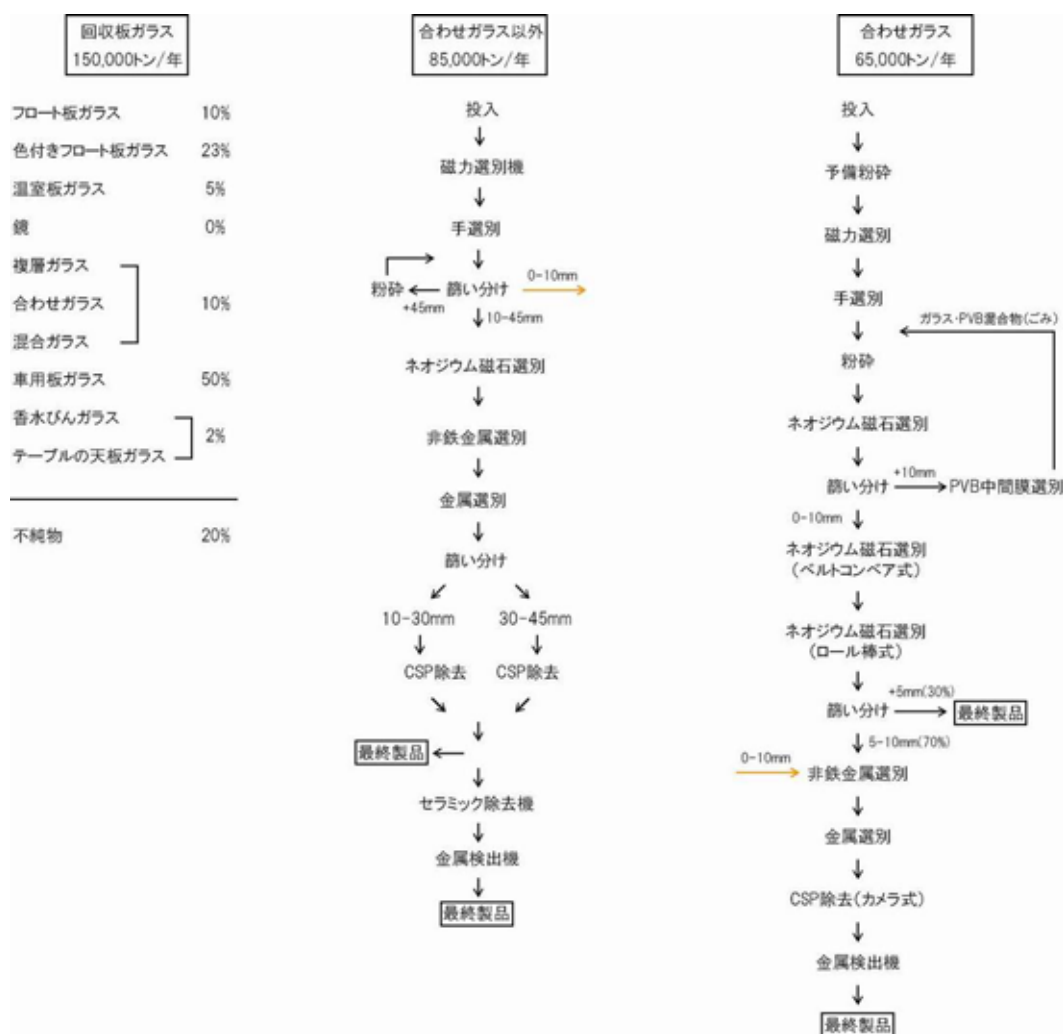 回収板ガラス
150,000トン/年
フロート板ガラス 10%
色付きフロート板ガラス 23%
温室板ガラス 5%
鏡 0%
複層ガラス
合わせガラス 10%
混合ガラス
車用板ガラス 50%
香水びんガラス
2%
テーブルの天板ガラス
不純物 20%
合わせガラス以外
85,000トン/年
投入
磁力選別機
手選別
粉砕
+45mm
篩い分け
0-10mm
10-45mm
ネオジウム磁石選別
非鉄金属選別
金属選別
篩い分け
10-30mm 30-45mm
CSP除去 CSP除去
最終製品
セラミック除去機
金属検出機
最終製品
合わせガラス
65,000トン/年
投入
予備粉砕
磁力選別
手選別
ガラス・PVB混合物(ごみ)
粉砕
ネオジウム磁石選別
篩い分け
+10mm
PVB中間膜選別
0-10mm
ネオジウム磁石選別
(ベルトコンベア式)
ネオジウム磁石選別
(ロール棒式)
篩い分け
+5mm(30%)
最終製品
5-10mm(70%)
0-10mm
非鉄金属選別
金属選別
CSP除去(カメラ式)
金属検出機
最終製品